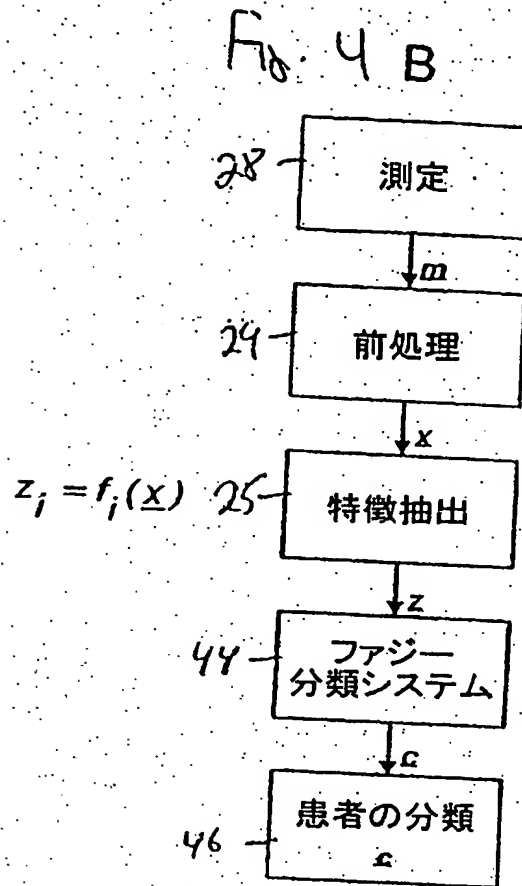 Fig. 4 B
28
測定
m
24
前処理
x
z_i = f_i(x) 25
特徴抽出
z
44
ファジー
分類システム
c
46
患者の分類
c